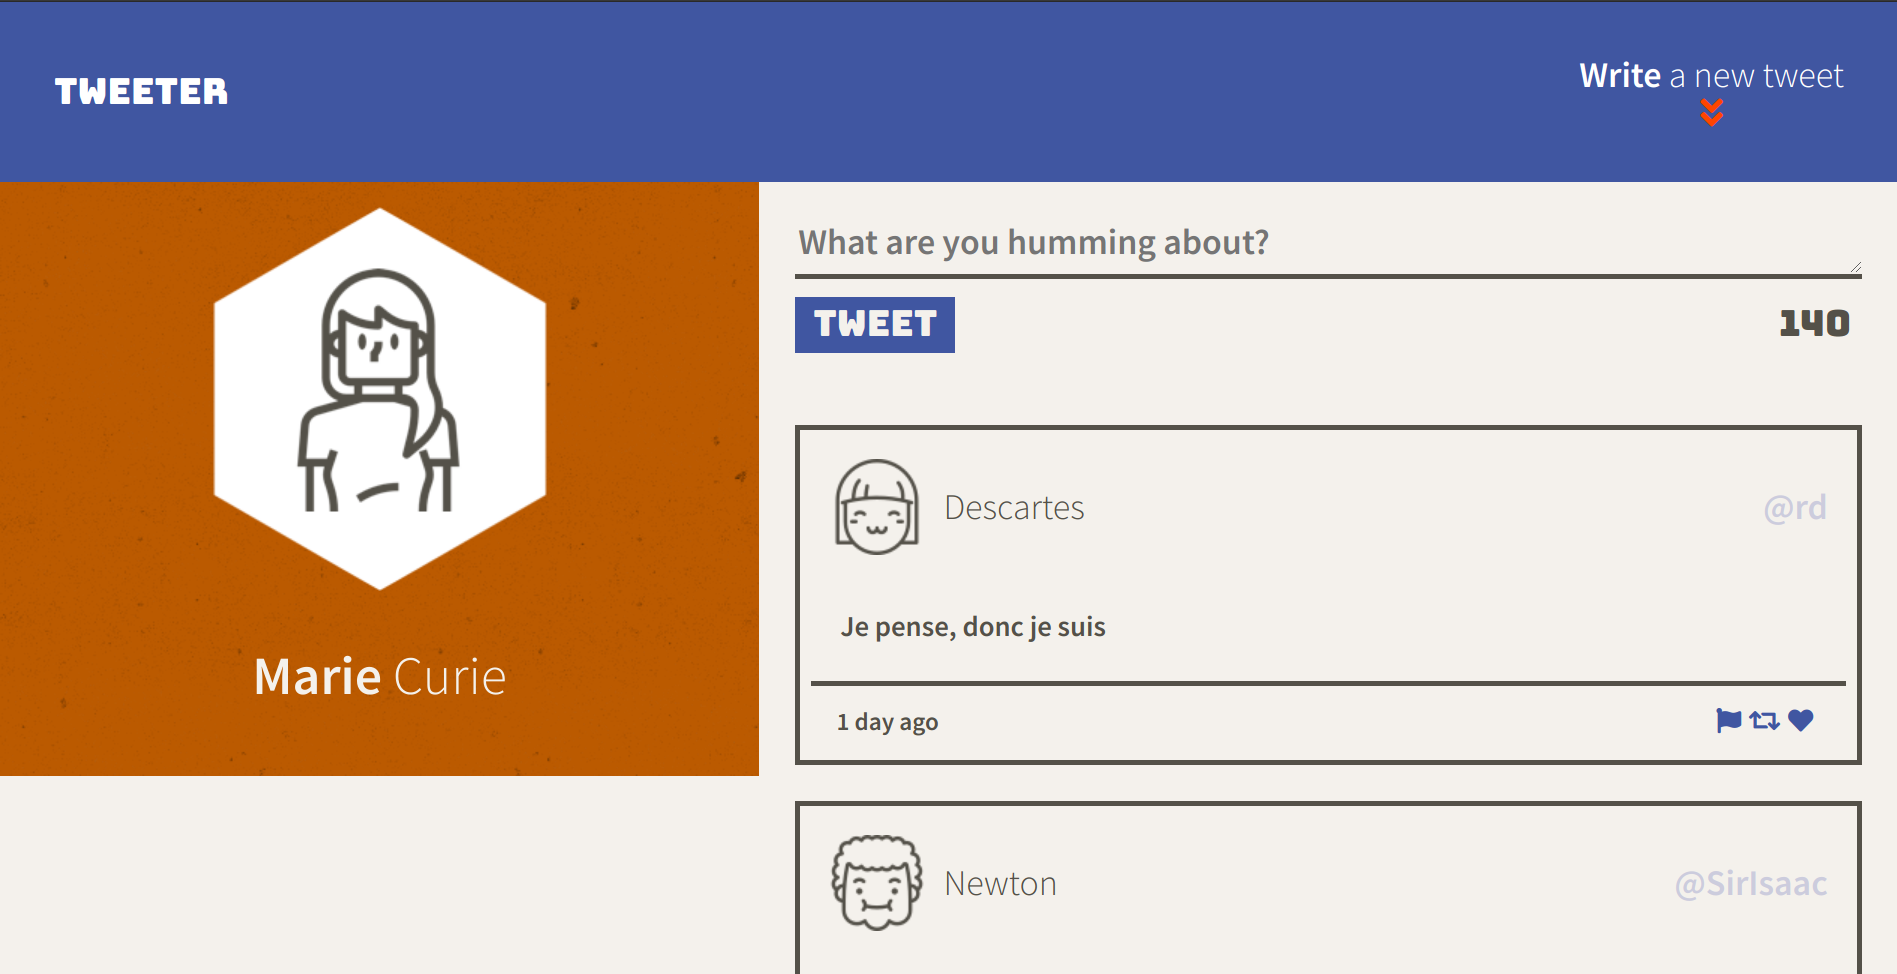 TWEETER
Write a new tweet
Marie Curie
What are you humming about?
TWEET
140
Descartes
@rd
Je pense, donc je suis
1 day ago
Newton
@SirIsaac